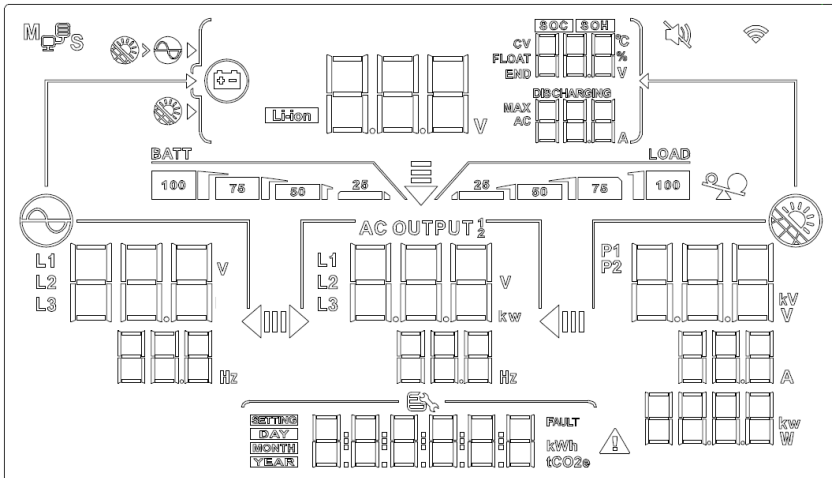 M S
SOC SOH
CV °C
FLOAT %
END V
Li-ion V
DISCHARGING
MAX
AC A
BATT LOAD
100 75 50 25 25 50 75 100
AC OUTPUT 1 2
L1 V
L2
L3
Hz
L1
L2 V
L3 kw
Hz
P1
P2
kV
V
A
kw
W
SETTING FAULT
DAY
MONTH kWh
YEAR tCO2e